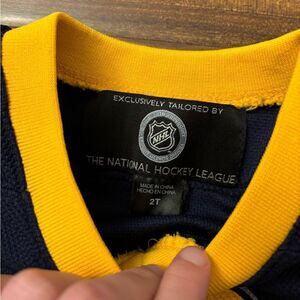 EXCLUSIVELY TAILORED BY
NHL
THE NATIONAL HOCKEY LEAGUE
MADE IN CHINA
HECHO EN CHINA
2T